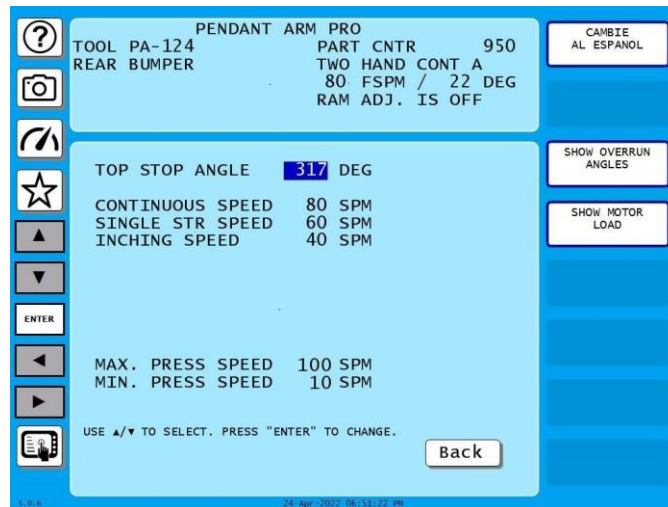 PENDANT ARM PRO
TOOL PA-124 PART CNTR 950
REAR BUMPER TWO HAND CONT A
80 FSPM / 22 DEG
RAM ADJ. IS OFF
CAMBIE
AL ESPANOL
TOP STOP ANGLE 317 DEG
CONTINUOUS SPEED 80 SPM
SINGLE STR SPEED 60 SPM
INCHING SPEED 40 SPM
MAX. PRESS SPEED 100 SPM
MIN. PRESS SPEED 10 SPM
USE ▲/▼ TO SELECT. PRESS "ENTER" TO CHANGE.
Back
SHOW OVERRUN
ANGLES
SHOW MOTOR
LOAD
ENTER
24-Apr-2022 06:51:22 PM